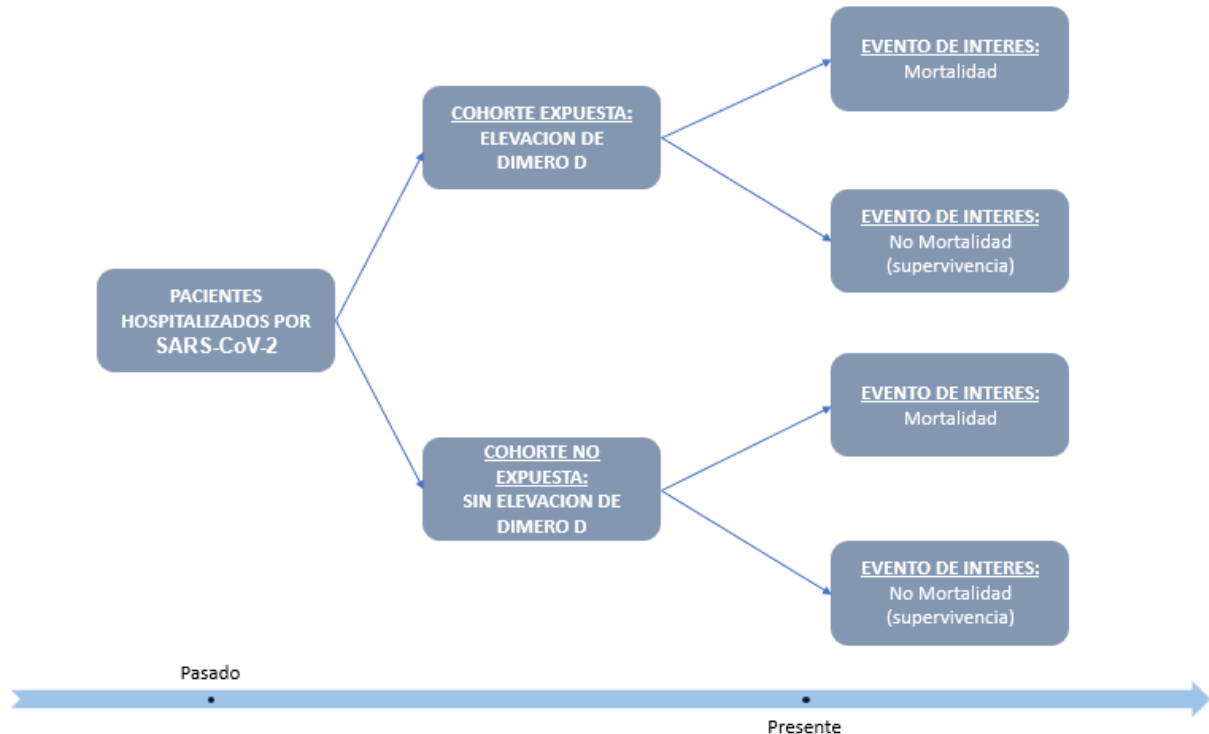 EVENTO DE INTERES:
Mortalidad
COHORTE EXPUESTA:
ELEVACION DE
DIMERO D
EVENTO DE INTERES:
No Mortalidad
(supervivencia)
PACIENTES
HOSPITALIZADOS POR
SARS-CoV-2
EVENTO DE INTERES:
Mortalidad
COHORTE NO
EXPUESTA:
SIN ELEVACION DE
DIMERO D
EVENTO DE INTERES:
No Mortalidad
(supervivencia)
Pasado
Presente